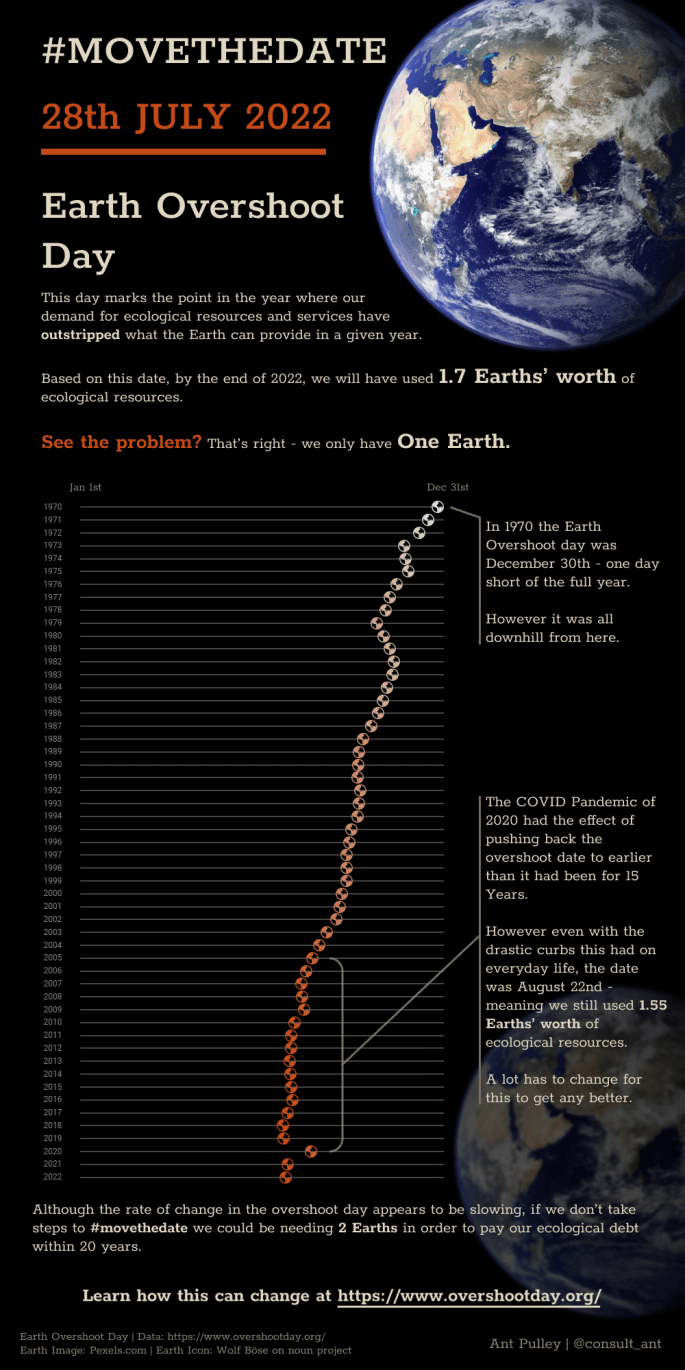 #MOVETHEDATE
28th JULY 2022
Earth Overshoot
Day
This day marks the point in the year where our
demand for ecological resources and services have
outstripped what the Earth can provide in a given year.
Based on this date, by the end of 2022, we will have used 1.7 Earths' worth of
ecological resources.
See the problem? That's right - we only have One Earth.
Jan 1st
Dec 31st
1970
1971
1972
1973
1974
1975
1976
1977
1978
1979
1980
1981
1982
1983
1984
1985
1986
1987
1988
1989
1990
1991
1992
1993
1994
1995
1996
1997
1998
1999
2000
2001
2002
2003
2004
2005
2006
2007
2008
2009
2010
2011
2012
2013
2014
2015
2016
2017
2018
2019
2020
2021
2022
In 1970 the Earth
Overshoot day was
December 30th - one day
short of the full year.
However it was all
downhill from here.
The COVID Pandemic of
2020 had the effect of
pushing back the
overshoot date to earlier
than it had been for 15
Years.
However even with the
drastic curbs this had on
everyday life, the date
was August 22nd -
meaning we still used 1.55
Earths' worth of
ecological resources.
A lot has to change for
this to get any better.
Although the rate of change in the overshoot day appears to be slowing, if we don't take
steps to #movethedate we could be needing 2 Earths in order to pay our ecological debt
within 20 years.
Learn how this can change at https://www.overshootday.org/
Earth Overshoot Day | Data: https://www.overshootday.org/
Earth Image: Pexels.com | Earth Icon: Wolf Böse on noun project
Ant Pulley | @consult_ant